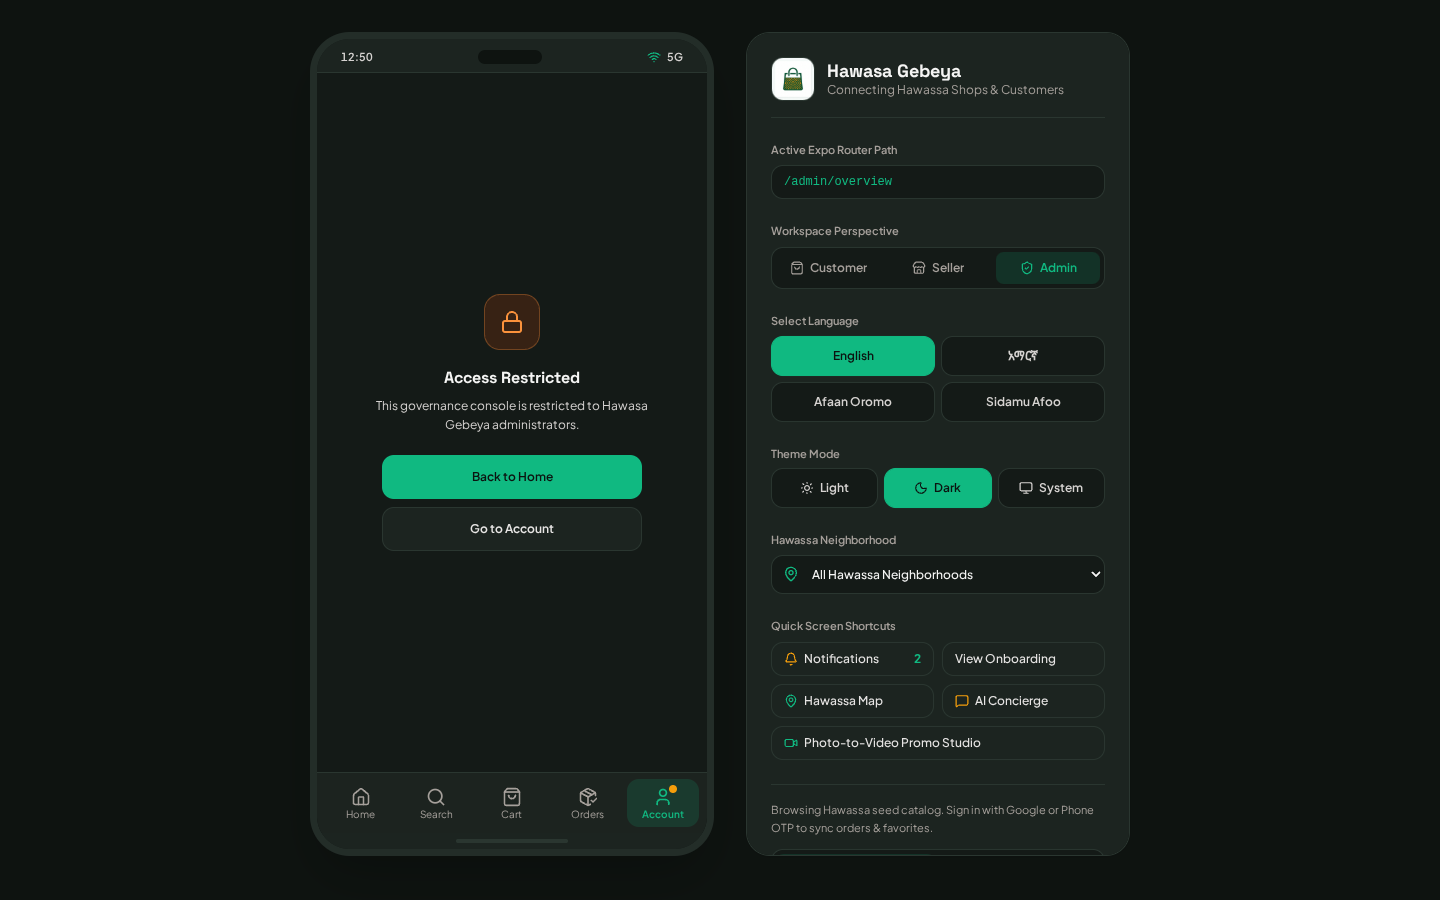 12:50
5G
Access Restricted
This governance console is restricted to Hawasa
Gebeya administrators.
Back to Home
Go to Account
Home
Search
Cart
Orders
Account
Hawasa Gebeya
Connecting Hawassa Shops & Customers
Active Expo Router Path
/admin/overview
Workspace Perspective
Customer
Seller
Admin
Select Language
English
አማርኛ
Afaan Oromo
Sidamu Afoo
Theme Mode
Light
Dark
System
Hawassa Neighborhood
All Hawassa Neighborhoods
Quick Screen Shortcuts
Notifications 2
View Onboarding
Hawassa Map
AI Concierge
Photo-to-Video Promo Studio
Browsing Hawassa seed catalog. Sign in with Google or Phone
OTP to sync orders & favorites.